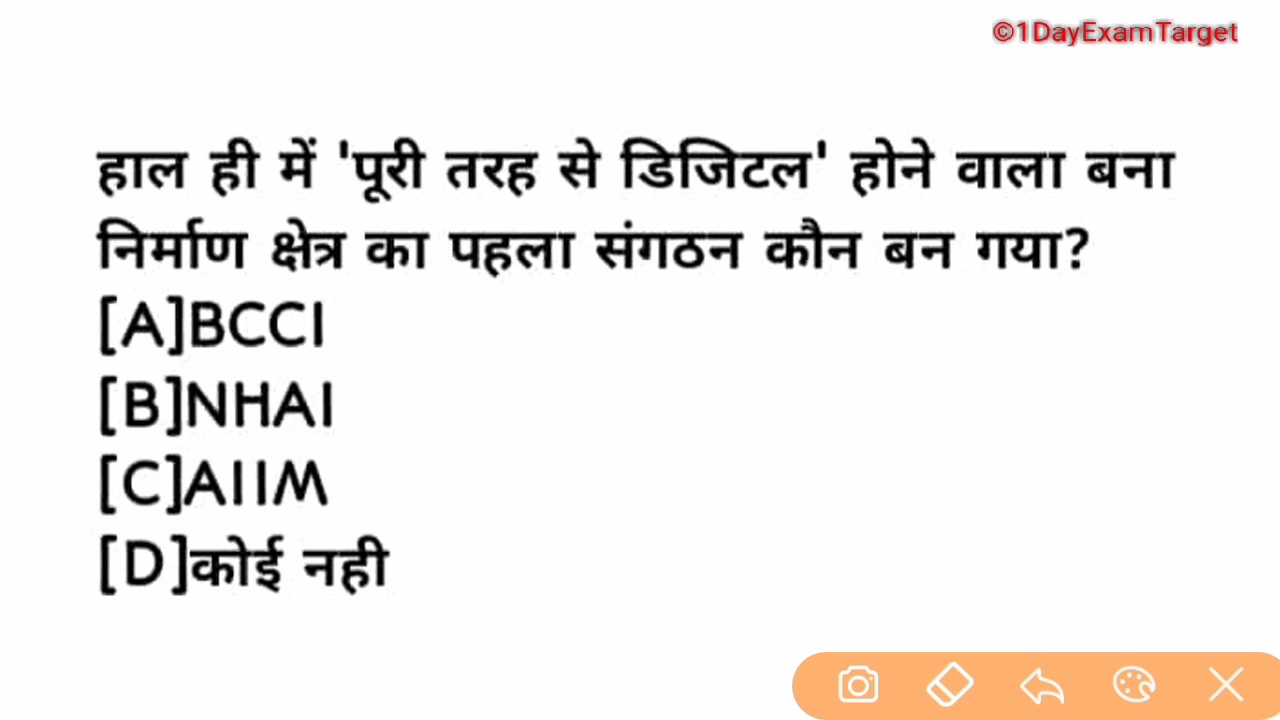 ©1DayExamTarget
हाल ही में 'पूरी तरह से डिजिटल' होने वाला बना
निर्माण क्षेत्र का पहला संगठन कौन बन गया?
[A]BCCI
[B]NHAI
[C]AIIM
[D]कोई नही